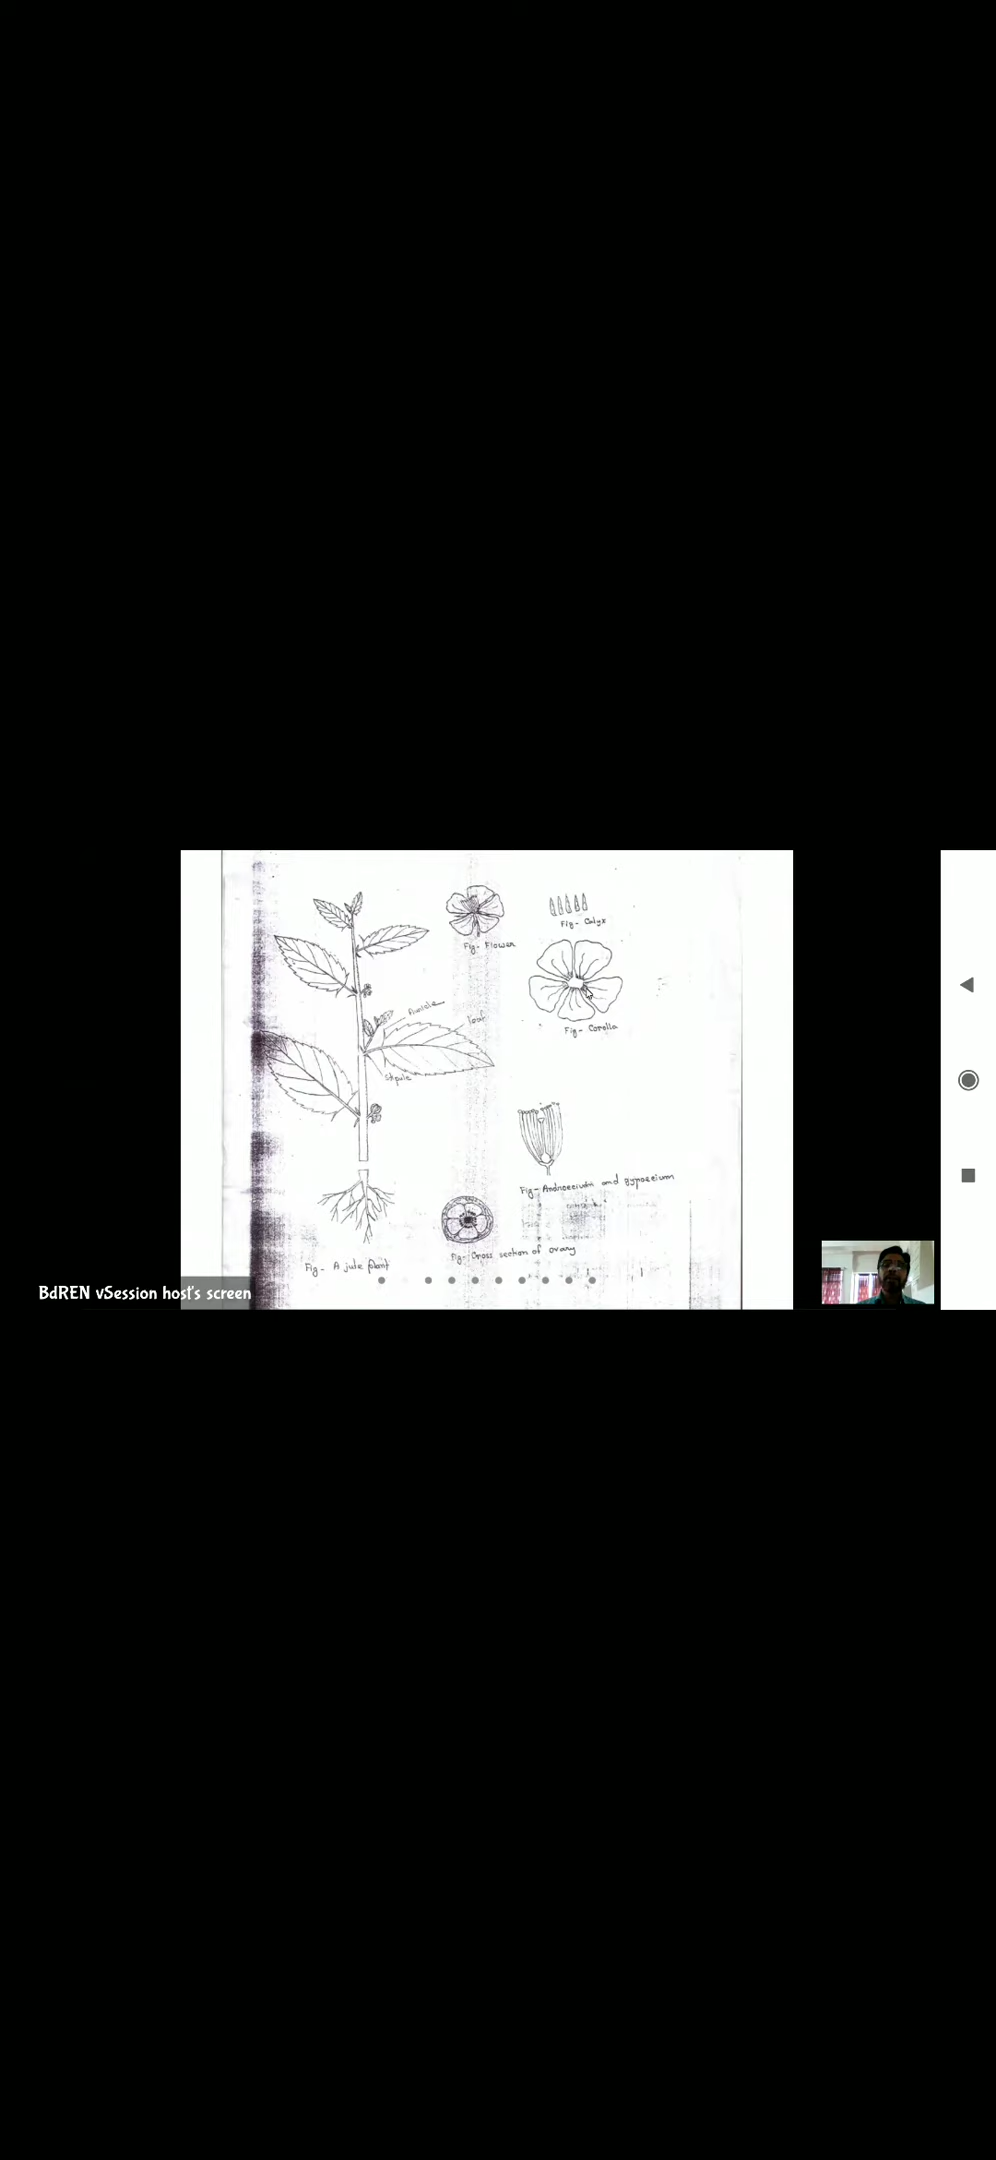 Fig- Flower
Fig- Calyx
Fig- Corolla
leaf
Stipule
Fig- Androecium and gynoecium
Fig- Cross section of ovary
Fig- A jute plant
BdREN vSession host's screen